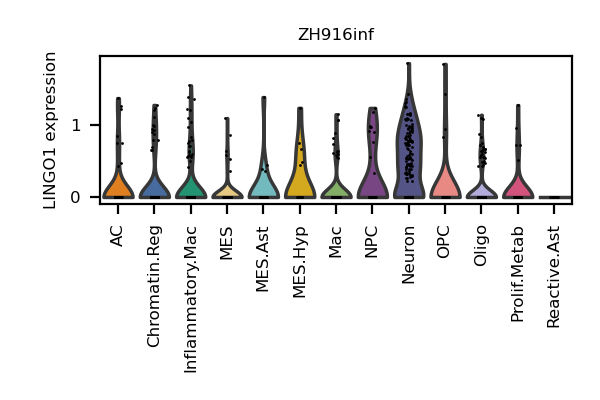 ZH916inf
LINGO1 expression
1
0
AC
Chromatin.Reg
Inflammatory.Mac
MES
MES.Ast
MES.Hyp
Mac
NPC
Neuron
OPC
Oligo
Prolif.Metab
Reactive.Ast